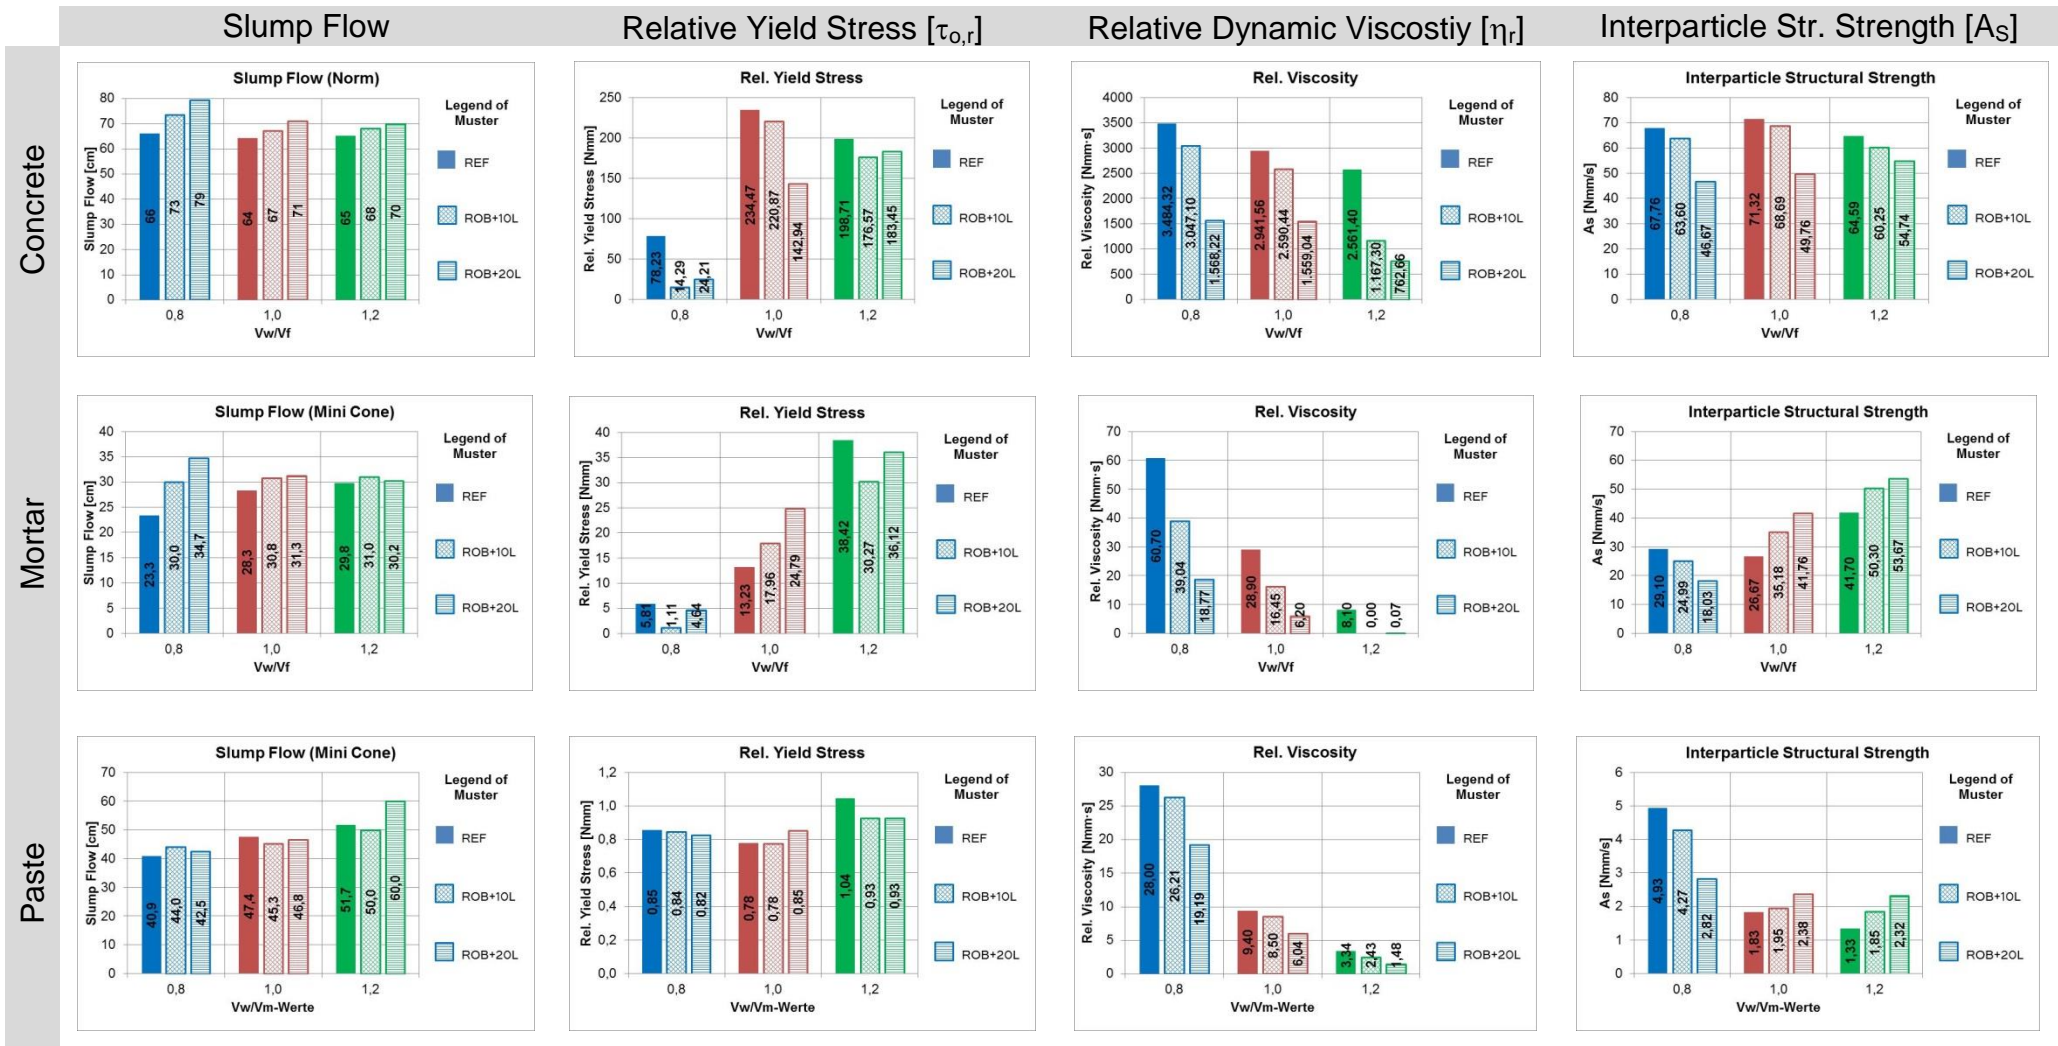 Slump Flow
Relative Yield Stress [τo,r]
Relative Dynamic Viscostiy [ηr]
Interparticle Str. Strength [AS]
Concrete
Slump Flow (Norm)
Slump Flow [cm]
80
70
60
50
40
30
20
10
0
66
73
79
64
67
71
65
68
70
0,8
1,0
1,2
Vw/Vf
Legend of
Muster
REF
ROB+10L
ROB+20L
Rel. Yield Stress
Rel. Yield Stress [Nmm]
250
200
150
100
50
0
78,23
14,29
24,21
234,47
220,87
142,94
198,71
176,57
183,45
0,8
1,0
1,2
Vw/Vf
Legend of
Muster
REF
ROB+10L
ROB+20L
Rel. Viscosity
Rel. Viscosity [Nmm·s]
4000
3500
3000
2500
2000
1500
1000
500
0
3.484,32
3.047,10
1.568,22
2.941,56
2.590,44
1.559,04
2.561,40
1.167,30
762,66
0,8
1,0
1,2
Vw/Vf
Legend of
Muster
REF
ROB+10L
ROB+20L
Interparticle Structural Strength
As [Nmm/s]
80
70
60
50
40
30
20
10
0
67,76
63,60
46,67
71,32
68,69
49,76
64,59
60,25
54,74
0,8
1,0
1,2
Vw/Vf
Legend of
Muster
REF
ROB+10L
ROB+20L
Mortar
Slump Flow (Mini Cone)
Slump Flow [cm]
40
35
30
25
20
15
10
5
0
23,3
30,0
34,7
28,3
30,8
31,3
29,8
31,0
30,2
0,8
1,0
1,2
Vw/Vf
Legend of
Muster
REF
ROB+10L
ROB+20L
Rel. Yield Stress
Rel. Yield Stress [Nmm]
40
35
30
25
20
15
10
5
0
5,81
1,11
4,64
13,23
17,96
24,79
38,42
30,27
36,12
0,8
1,0
1,2
Vw/Vf
Legend of
Muster
REF
ROB+10L
ROB+20L
Rel. Viscosity
Rel. Viscosity [Nmm·s]
70
60
50
40
30
20
10
0
60,70
39,04
18,77
28,90
16,45
6,20
8,10
0,00
0,07
0,8
1,0
1,2
Vw/Vf
Legend of
Muster
REF
ROB+10L
ROB+20L
Interparticle Structural Strength
As [Nmm/s]
70
60
50
40
30
20
10
0
29,10
24,99
18,03
26,67
35,18
41,76
41,70
50,30
53,67
0,8
1,0
1,2
Vw/Vf
Legend of
Muster
REF
ROB+10L
ROB+20L
Paste
Slump Flow (Mini Cone)
Slump Flow [cm]
70
60
50
40
30
20
10
0
40,9
44,0
42,5
47,4
45,3
46,8
51,7
50,0
60,0
0,8
1,0
1,2
Vw/Vm-Werte
Legend of
Muster
REF
ROB+10L
ROB+20L
Rel. Yield Stress
Rel. Yield Stress [Nmm]
1,2
1,0
0,8
0,6
0,4
0,2
0,0
0,85
0,84
0,82
0,78
0,78
0,85
1,04
0,93
0,93
0,8
1,0
1,2
Vw/Vm-Werte
Legend of
Muster
REF
ROB+10L
ROB+20L
Rel. Viscosity
Rel. Viscosity [Nmm·s]
30
25
20
15
10
5
0
28,00
26,21
19,19
9,40
8,50
6,04
3,34
2,43
1,48
0,8
1,0
1,2
Vw/Vm-Werte
Legend of
Muster
REF
ROB+10L
ROB+20L
Interparticle Structural Strength
As [Nmm/s]
6
5
4
3
2
1
0
4,93
4,27
2,82
1,83
1,95
2,38
1,33
1,85
2,32
0,8
1,0
1,2
Vw/Vm-Werte
Legend of
Muster
REF
ROB+10L
ROB+20L